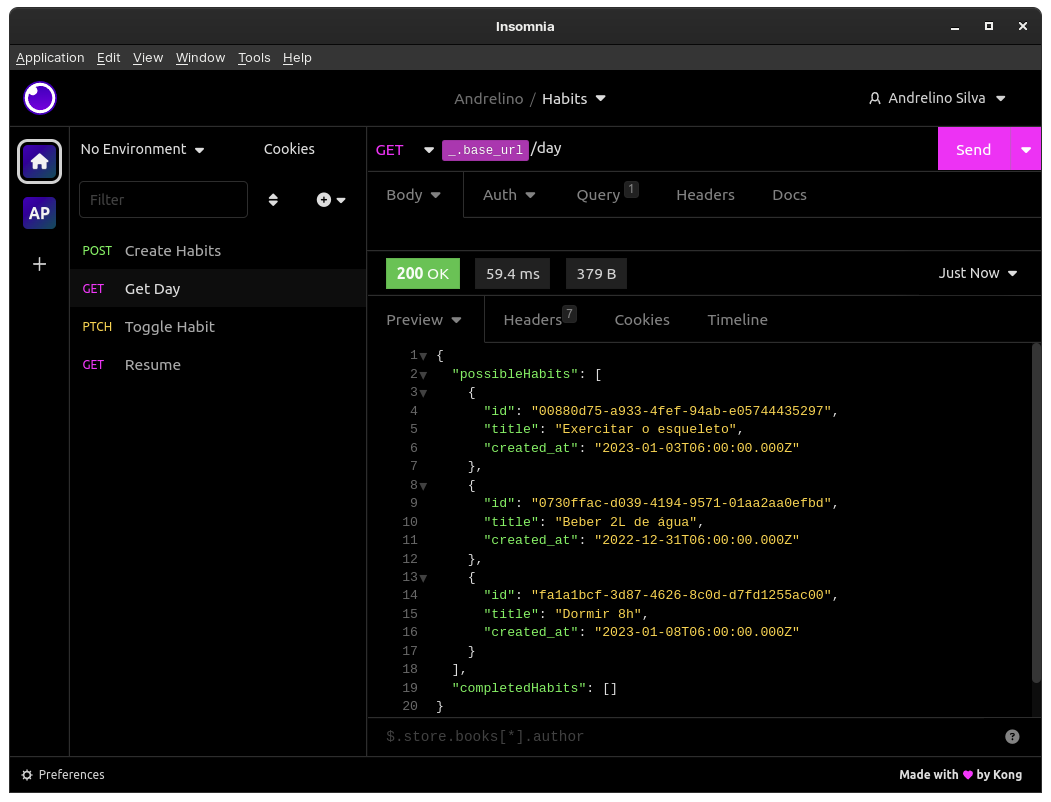 Insomnia
Application Edit View Window Tools Help
Andrelino / Habits
Andrelino Silva
No Environment Cookies
GET _.base_url/day Send
Body Auth Query 1 Headers Docs
Filter
AP
POST Create Habits
GET Get Day
PTCH Toggle Habit
GET Resume
200 OK 59.4 ms 379 B Just Now
Preview Headers 7 Cookies Timeline
1 {
2 "possibleHabits": [
3 {
4 "id": "00880d75-a933-4fef-94ab-e05744435297",
5 "title": "Exercitar o esqueleto",
6 "created_at": "2023-01-03T06:00:00.000Z"
7 },
8 {
9 "id": "0730ffac-d039-4194-9571-01aa2aa0efbd",
10 "title": "Beber 2L de água",
11 "created_at": "2022-12-31T06:00:00.000Z"
12 },
13 {
14 "id": "fa1a1bcf-3d87-4626-8c0d-d7fd1255ac00",
15 "title": "Dormir 8h",
16 "created_at": "2023-01-08T06:00:00.000Z"
17 }
18 ],
19 "completedHabits": []
20 }
$.store.books[*].author
Preferences
Made with ♥ by Kong